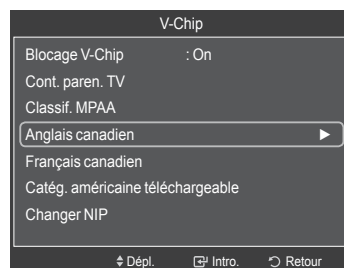 V-Chip
Blocage V-Chip : On
Cont. paren. TV
Classif. MPAA
Anglais canadien
Français canadien
Catég. américaine téléchargeable
Changer NIP
Dépl. Intro. Retour